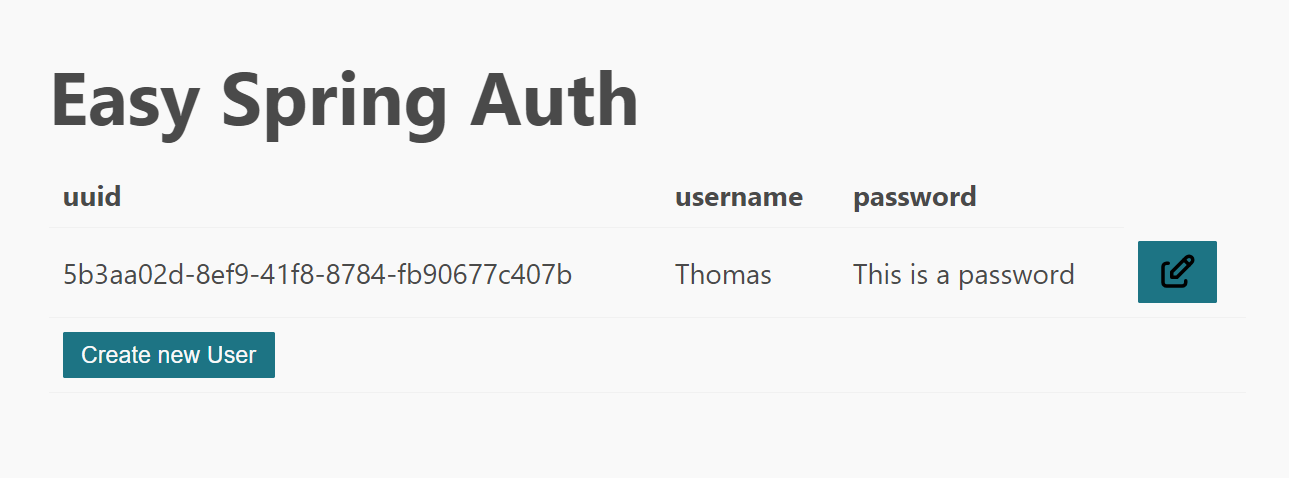 Easy Spring Auth
uuid username password
5b3aa02d-8ef9-41f8-8784-fb90677c407b Thomas This is a password
Create new User